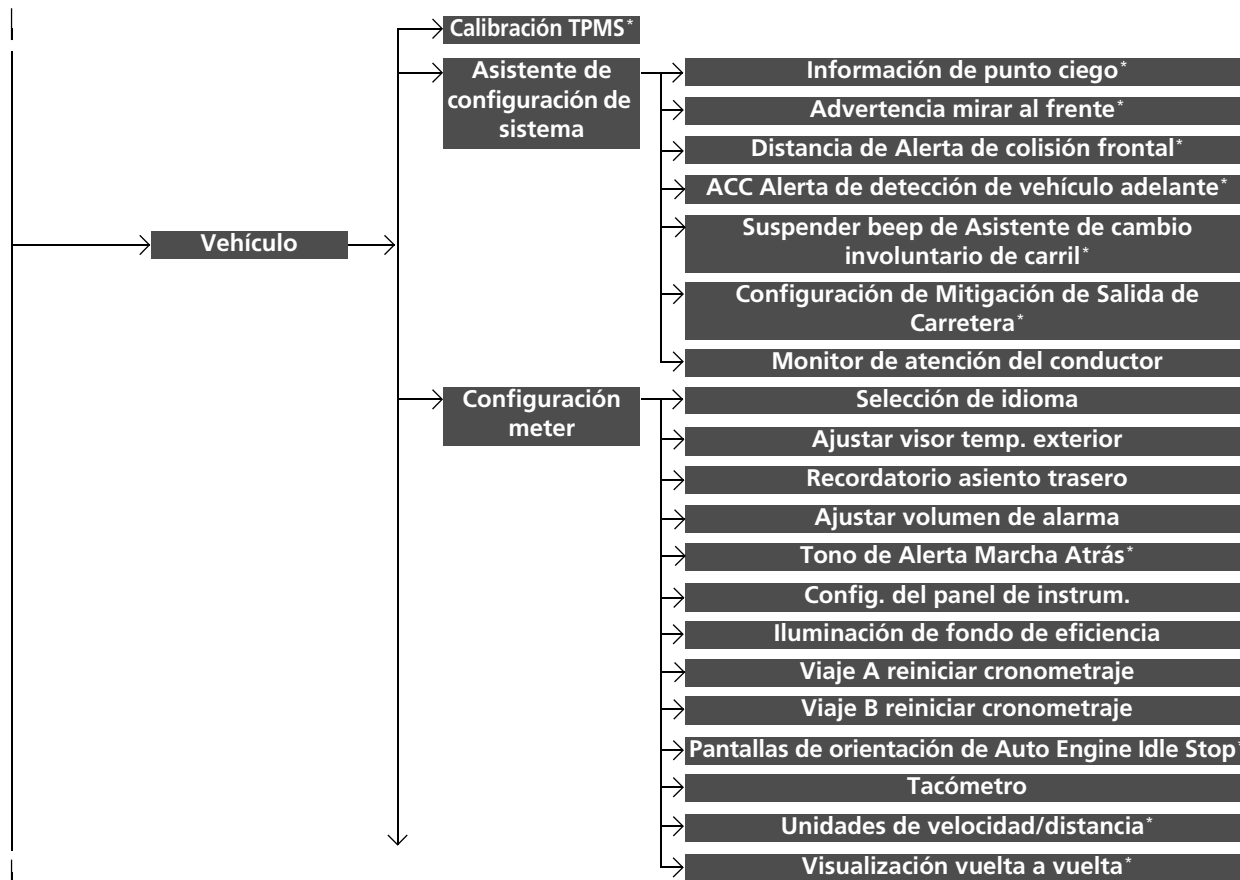 Calibración TPMS*
Asistente de
configuración de
sistema
Información de punto ciego*
Advertencia mirar al frente*
Distancia de Alerta de colisión frontal*
ACC Alerta de detección de vehículo adelante*
Suspender beep de Asistente de cambio
involuntario de carril*
Configuración de Mitigación de Salida de
Carretera*
Monitor de atención del conductor
Vehículo
Configuración
meter
Selección de idioma
Ajustar visor temp. exterior
Recordatorio asiento trasero
Ajustar volumen de alarma
Tono de Alerta Marcha Atrás*
Config. del panel de instrum.
Iluminación de fondo de eficiencia
Viaje A reiniciar cronometraje
Viaje B reiniciar cronometraje
Pantallas de orientación de Auto Engine Idle Stop*
Tacómetro
Unidades de velocidad/distancia*
Visualización vuelta a vuelta*